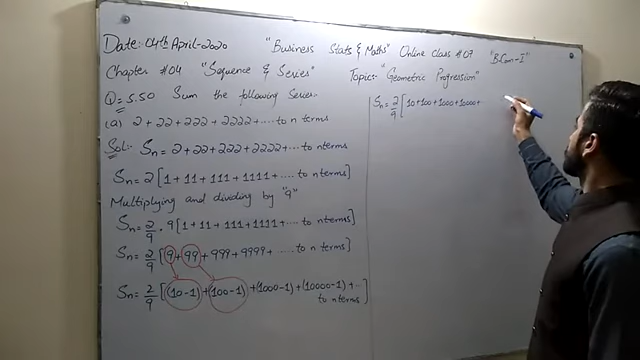 Date: 04th April-2020 "Business Stats & Maths" Online class #07 "B.Com-I"
Chapter #04 "Sequence & Series" Topic:- "Geometric Progression"
Q= 5.50 Sum the following Series.
(a) 2+22+222+2222+.... to n terms
Sol:- Sn = 2+22+222+2222+... to n terms
Sn = 2[1+11+111+1111+.... to n terms]
Multiplying and dividing by "9"
Sn = 2/9 . 9[1+11+111+1111+.... to n terms]
Sn = 2/9 [9+99+999+9999+ .... to n terms]
Sn = 2/9 [(10-1)+(100-1)+(1000-1)+(10000-1)+...
to n terms]
Sn = 2/9 [10+100+1000+10000+